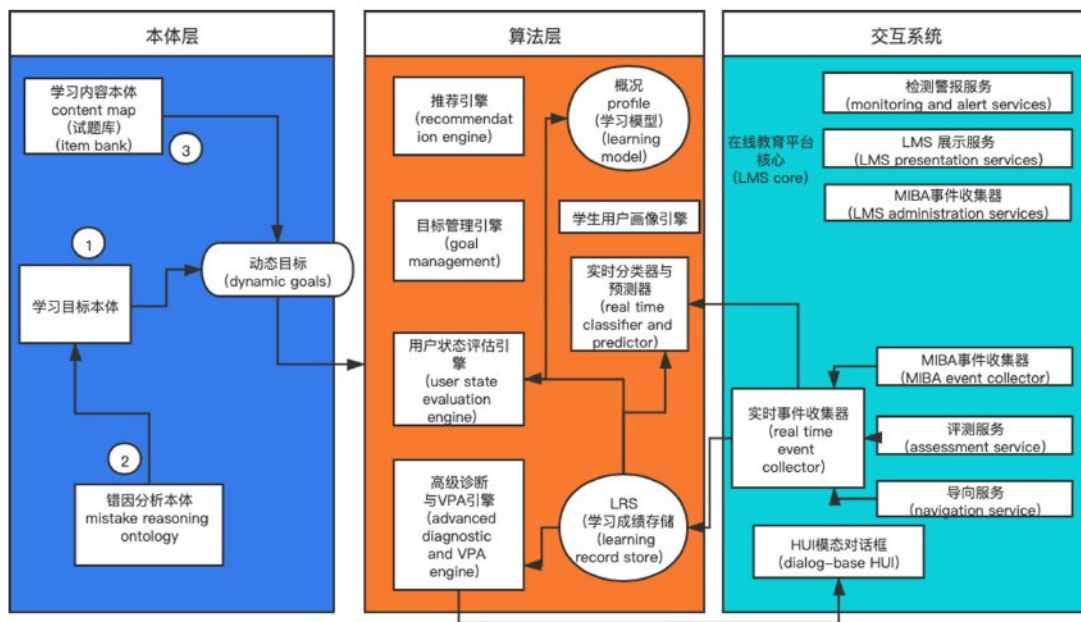 本体层
学习内容本体
content map
(试题库)
(item bank)
3
1
学习目标本体
动态目标
(dynamic goals)
2
错因分析本体
mistake reasoning
ontology
算法层
推荐引擎
(recommendat
ion engine)
概况
profile
(学习模型)
(learning
model)
目标管理引擎
(goal
management)
学生用户画像引擎
实时分类器与
预测器
(real time
classifier and
predictor)
用户状态评估引
擎
(user state
evaluation
engine)
高级诊断
与VPA引擎
(advanced
diagnostic
and VPA
engine)
LRS
(学习成绩存储
(learning
record store)
交互系统
检测警报服务
(monitoring and alert services)
在线教育平台
核心
(LMS core)
LMS 展示服务
(LMS presentation services)
MIBA事件收集器
(LMS administration services)
MIBA事件收集器
(MIBA event collector)
实时事件收集器
(real time
event
collector)
评测服务
(assessment service)
导向服务
(navigation service)
HUI模态对话框
(dialog-base HUI)